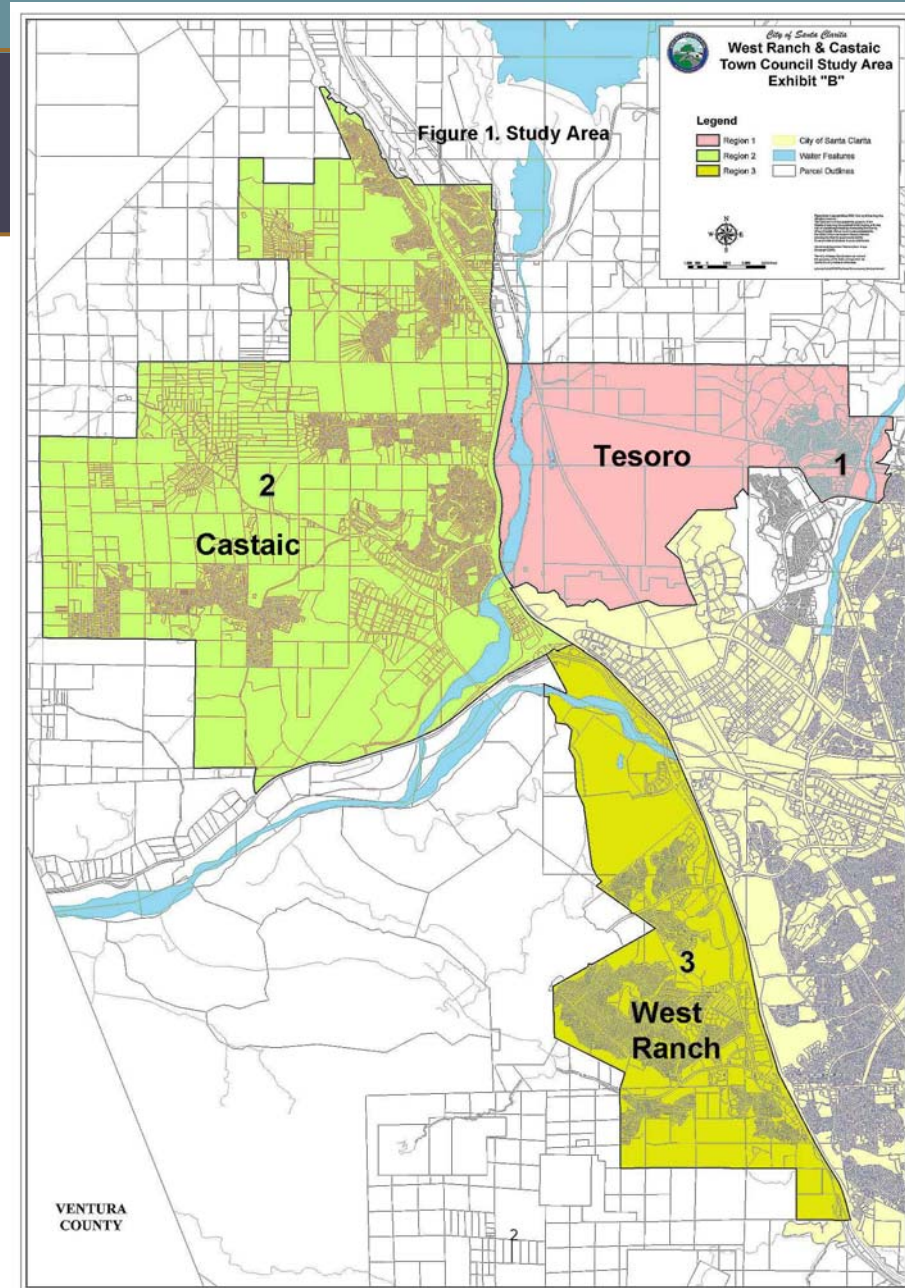 City of Santa Clarita
West Ranch & Castaic
Town Council Study Area
Exhibit "B"
Legend
Region 1
City of Santa Clarita
Region 2
Water Features
Region 3
Parcel Outlines
N
W
E
S
Figure 1. Study Area
Tesoro
1
2
Castaic
3
West
Ranch
VENTURA
COUNTY
2